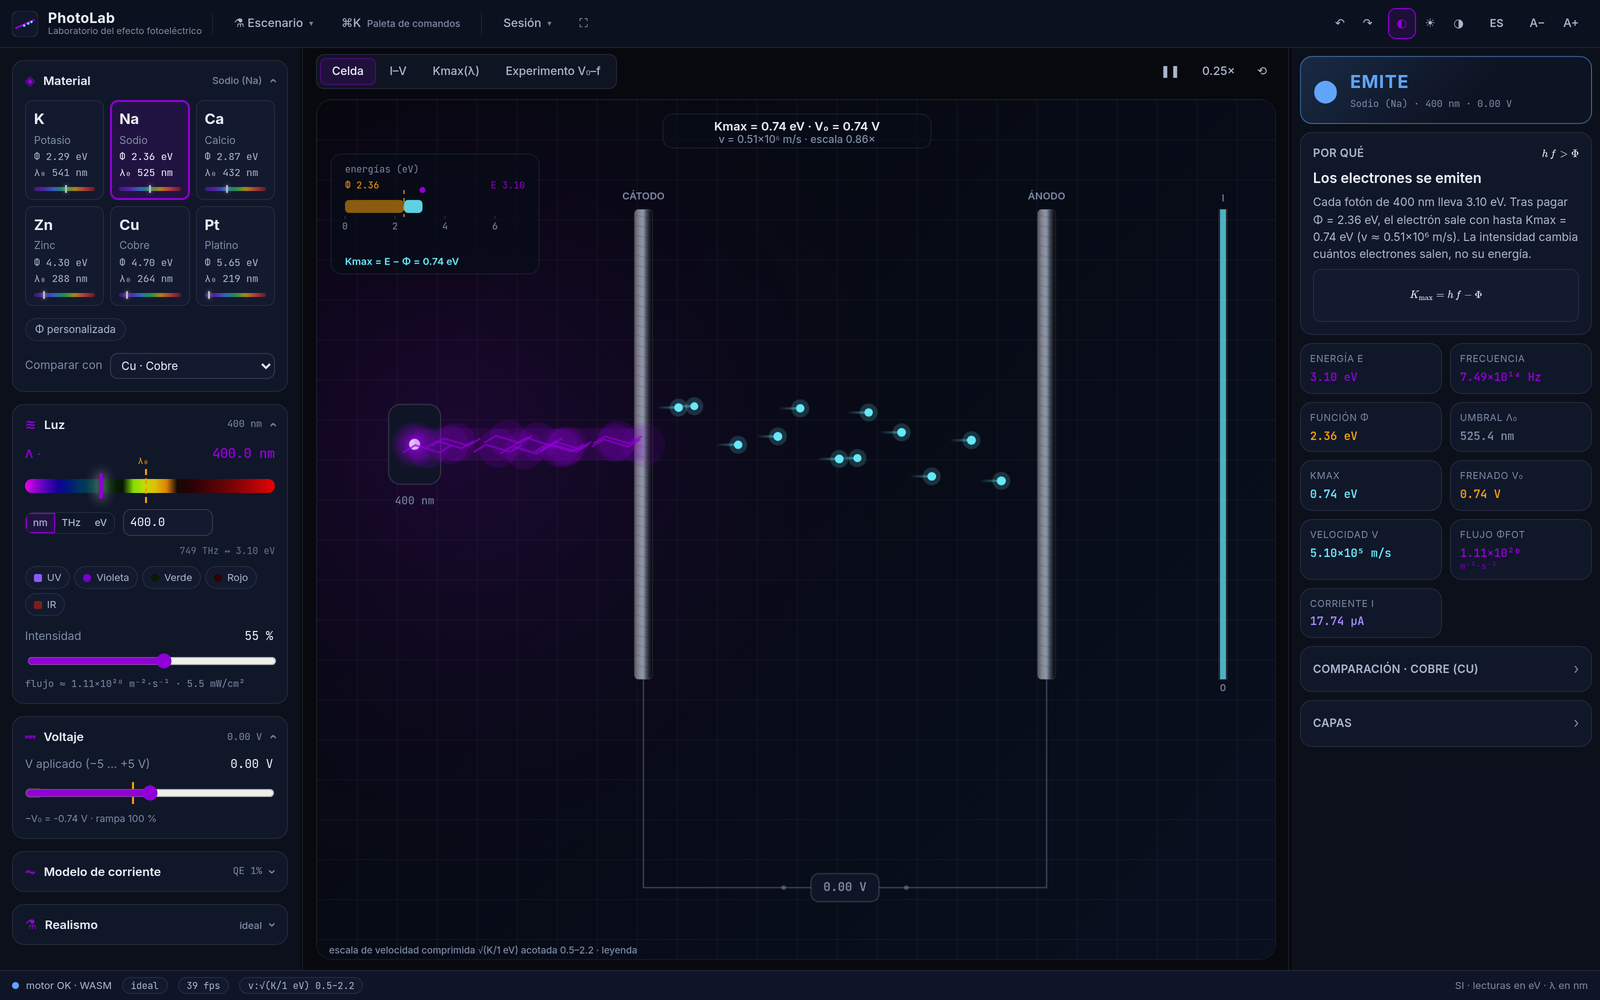 PhotoLab
Laboratorio del efecto fotoeléctrico
Escenario
⌘K Paleta de comandos
Sesión
ES
A−
A+
Material
Sodio (Na)
K
Potasio
Φ 2.29 eV
λ₀ 541 nm
Na
Sodio
Φ 2.36 eV
λ₀ 525 nm
Ca
Calcio
Φ 2.87 eV
λ₀ 432 nm
Zn
Zinc
Φ 4.30 eV
λ₀ 288 nm
Cu
Cobre
Φ 4.70 eV
λ₀ 264 nm
Pt
Platino
Φ 5.65 eV
λ₀ 219 nm
Φ personalizada
Comparar con
Cu · Cobre
Luz
400 nm
Λ ·
400.0 nm
λ₀
nm
THz
eV
400.0
749 THz ↔ 3.10 eV
UV
Violeta
Verde
Rojo
IR
Intensidad
55 %
flujo ≈ 1.11×10²⁰ m⁻²·s⁻¹ · 5.5 mW/cm²
Voltaje
0.00 V
V aplicado (−5 … +5 V)
0.00 V
−V₀ = -0.74 V · rampa 100 %
Modelo de corriente
QE 1%
Realismo
ideal
Celda
I–V
Kmax(λ)
Experimento V₀–f
0.25×
Kmax = 0.74 eV · V₀ = 0.74 V
v = 0.51×10⁶ m/s · escala 0.86×
energías (eV)
Φ 2.36
E 3.10
0 2 4 6
Kmax = E − Φ = 0.74 eV
CÁTODO
ÁNODO
I
0
400 nm
0.00 V
escala de velocidad comprimida √(K/1 eV) acotada 0.5–2.2 · leyenda
EMITE
Sodio (Na) · 400 nm · 0.00 V
POR QUÉ
h f > Φ
Los electrones se emiten
Cada fotón de 400 nm lleva 3.10 eV. Tras pagar
Φ = 2.36 eV, el electrón sale con hasta Kmax =
0.74 eV (v ≈ 0.51×10⁶ m/s). La intensidad cambia
cuántos electrones salen, no su energía.
Kmax = h f − Φ
ENERGÍA E
3.10 eV
FRECUENCIA
7.49×10¹⁴ Hz
FUNCIÓN Φ
2.36 eV
UMBRAL Λ₀
525.4 nm
KMAX
0.74 eV
FRENADO V₀
0.74 V
VELOCIDAD V
5.10×10⁵ m/s
FLUJO ΦFOT
1.11×10²⁰
m⁻²·s⁻¹
CORRIENTE I
17.74 µA
COMPARACIÓN · COBRE (CU)
CAPAS
motor OK · WASM
ideal
39 fps
v:√(K/1 eV) 0.5–2.2
SI · lecturas en eV · λ en nm